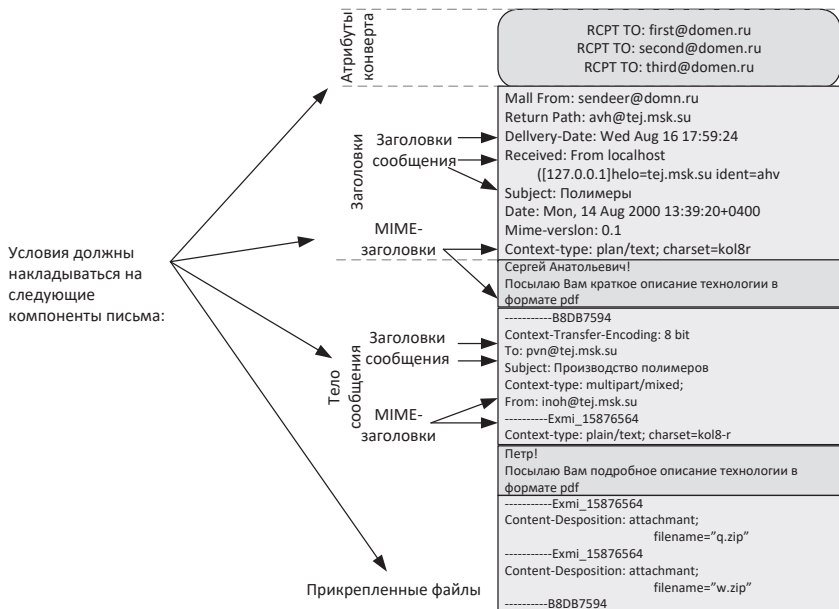 Атрибуты
конверта
RCPT TO: first@domen.ru
RCPT TO: second@domen.ru
RCPT TO: third@domen.ru
Заголовки
Заголовки
сообщения
MIME-
заголовки
Mall From: sendeer@domn.ru
Return Path: avh@tej.msk.su
Dellvery-Date: Wed Aug 16 17:59:24
Received: From localhost
([127.0.0.1]helo=tej.msk.su ident=ahv
Subject: Полимеры
Date: Mon, 14 Aug 2000 13:39:20+0400
Mime-verslon: 0.1
Context-type: plan/text; charset=kol8r
Условия должны
накладываться на
следующие
компоненты письма:
Сергей Анатольевич!
Посылаю Вам краткое описание технологии в
формате pdf
Тело
сообщения
Заголовки
сообщения
MIME-
заголовки
-----------B8DB7594
Context-Transfer-Encoding: 8 bit
To: pvn@tej.msk.su
Subject: Производство полимеров
Context-type: multipart/mixed;
From: inoh@tej.msk.su
----------Exmi_15876564
Context-type: plain/text; charset=kol8-r
Петр!
Посылаю Вам подробное описание технологии в
формате pdf
-----------Exmi_15876564
Content-Desposition: attachmant;
filename=”q.zip”
-----------Exmi_15876564
Content-Desposition: attachmant;
filename=”w.zip”
----------B8DB7594
Прикрепленные файлы